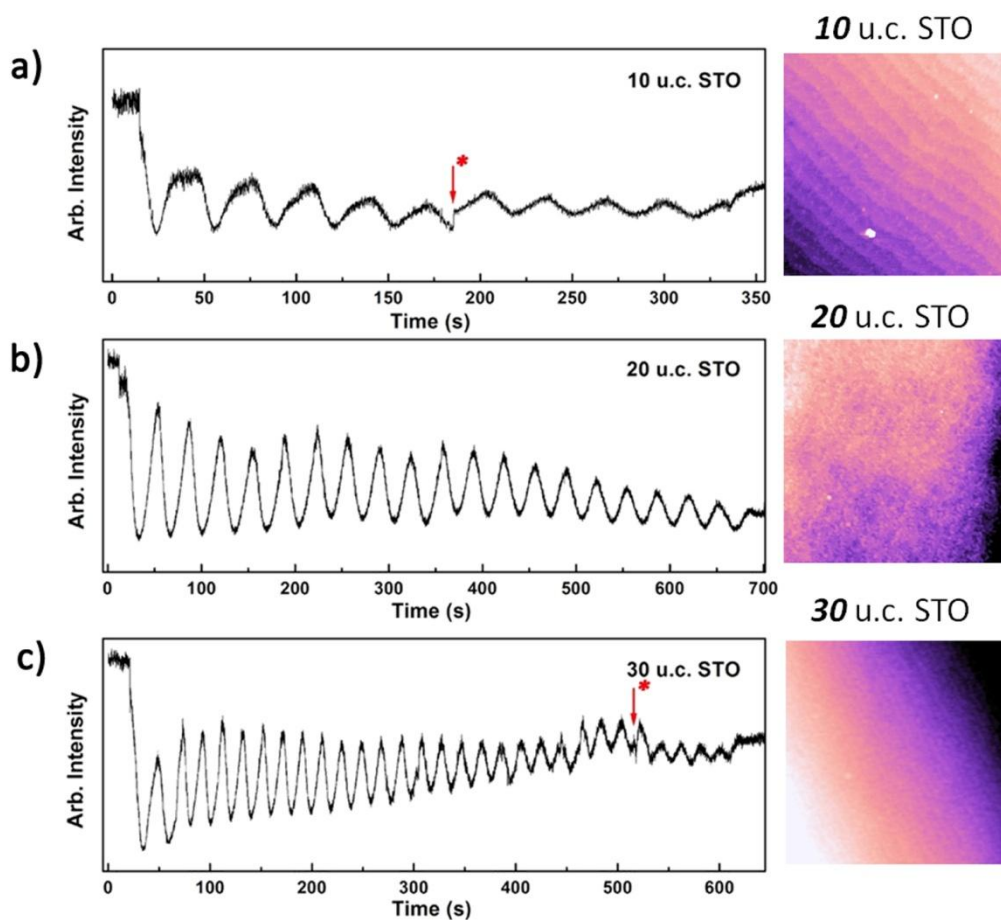 10 u.c. STO
a)
10 u.c. STO
*
Arb. Intensity
0 50 100 150 200 250 300 350
Time (s)
20 u.c. STO
b)
20 u.c. STO
Arb. Intensity
0 100 200 300 400 500 600 700
Time (s)
30 u.c. STO
c)
30 u.c. STO
*
Arb. Intensity
0 100 200 300 400 500 600
Time (s)